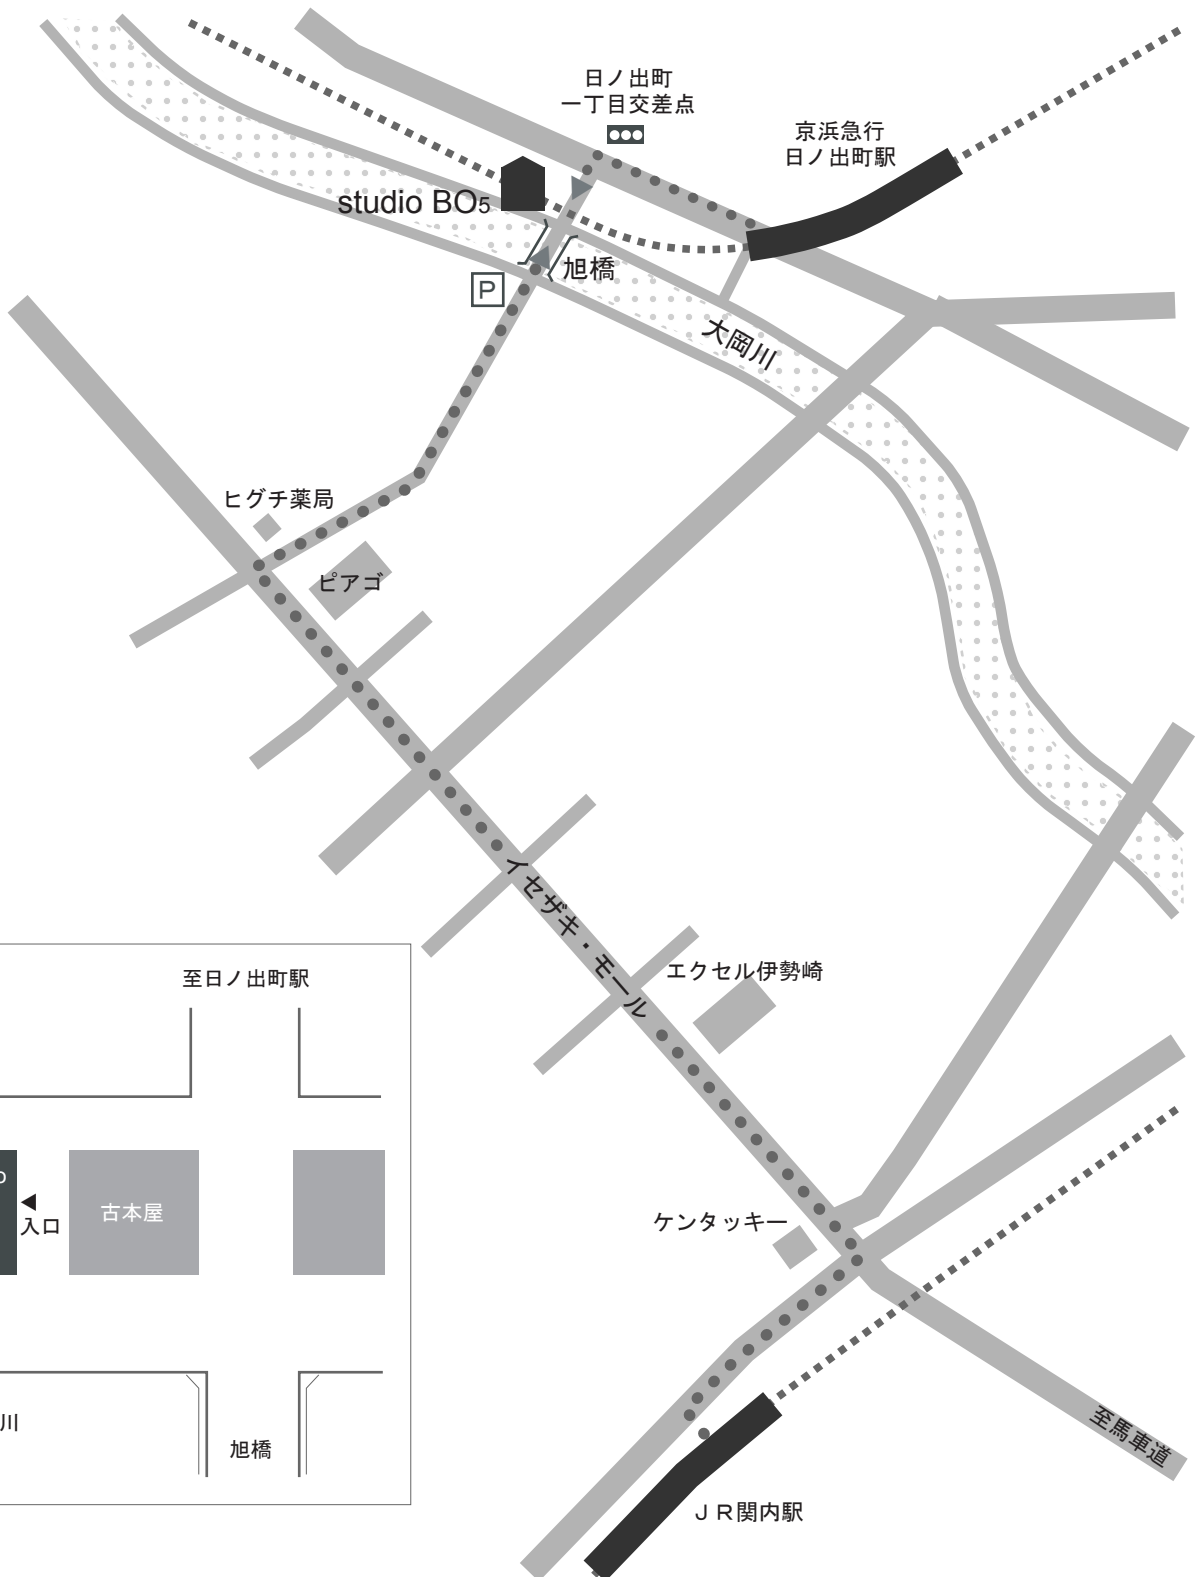 日ノ出町
一丁目交差点
京浜急行
日ノ出町駅
studio BO5
旭橋
P
大岡川
ヒグチ薬局
ピアゴ
イセザキ・モール
エクセル伊勢崎
至日ノ出町駅
古本屋
入口
ケンタッキー
川
旭橋
至馬車道
ＪＲ関内駅